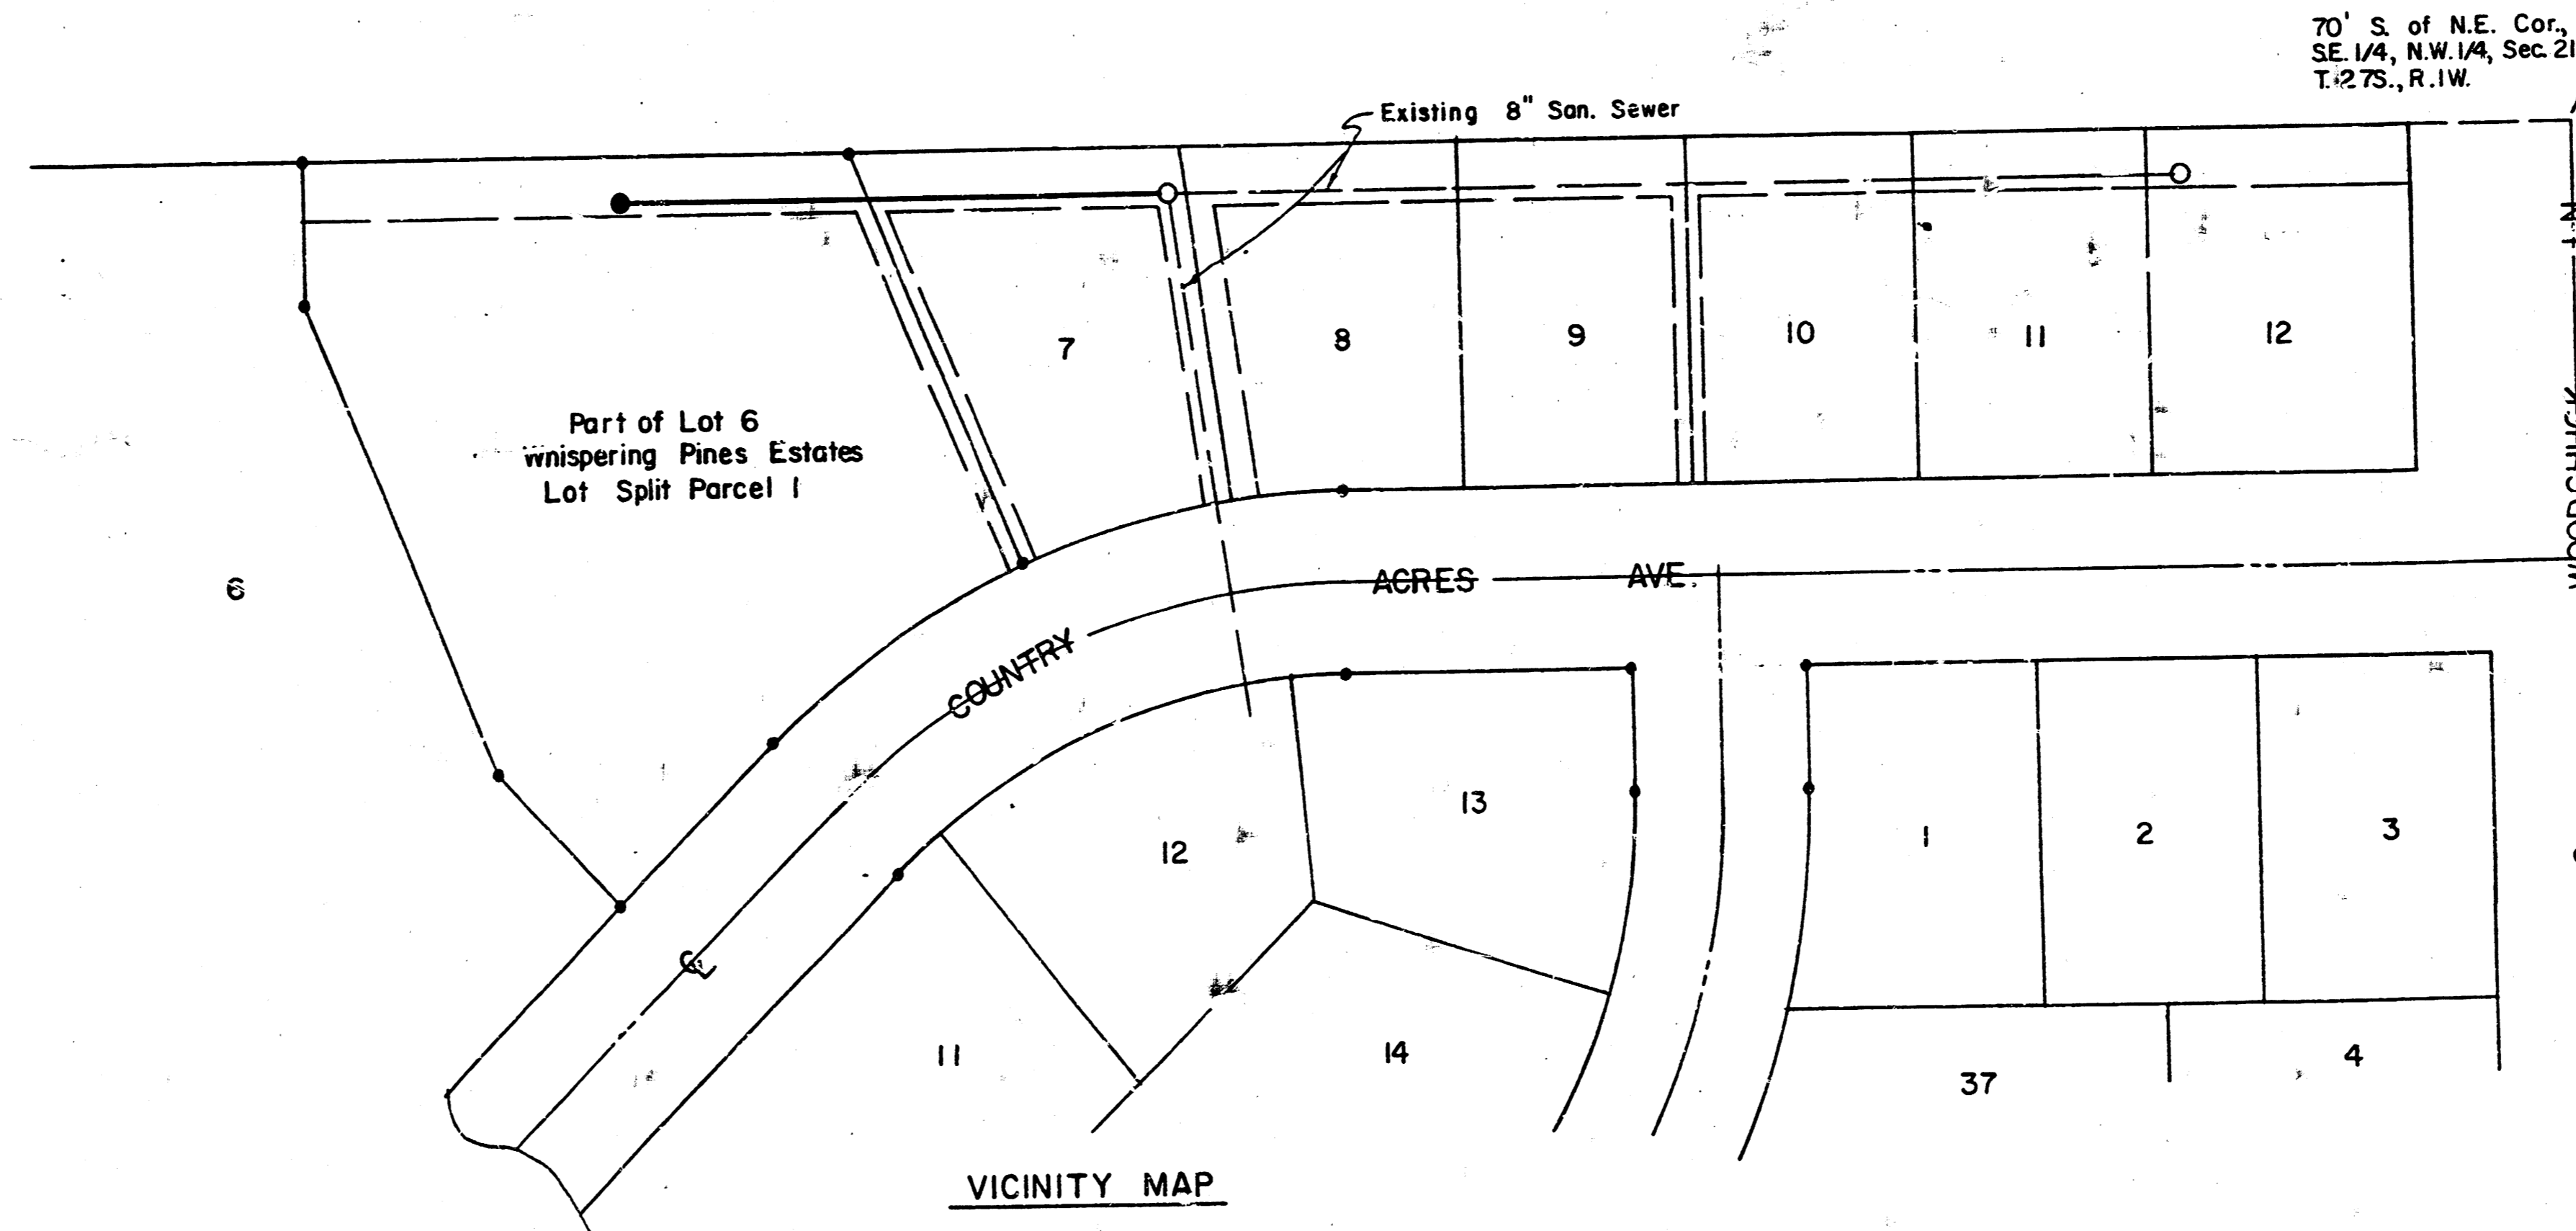 70' S. of N.E. Cor.,
S.E. 1/4, N.W. 1/4, Sec. 21
T. 27S., R. 1W.
Existing 8" San. Sewer
7
8
9
10
11
12
Part of Lot 6
Whispering Pines Estates
Lot Split Parcel 1
6
COUNTRY ACRES AVE.
℄
13
12
11
14
1
2
3
37
4
VICINITY MAP